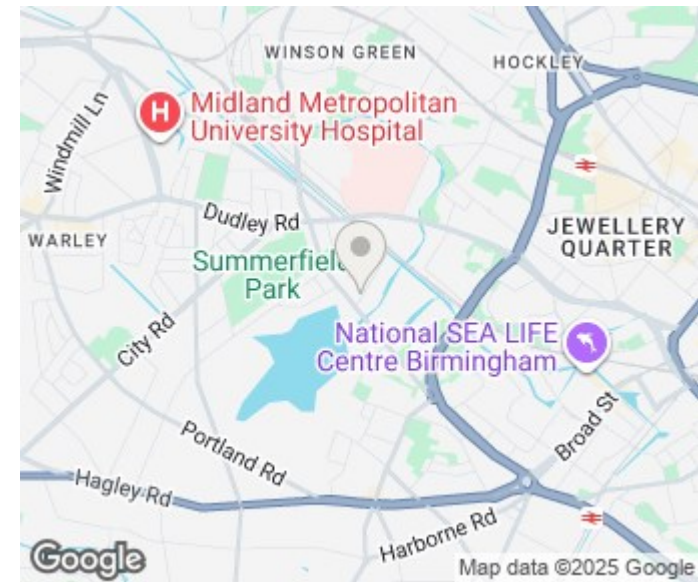 WINSON GREEN
HOCKLEY
Windmill Ln
H
Midland Metropolitan
University Hospital
Dudley Rd
WARLEY
JEWELLERY
QUARTER
Summerfield
Park
City Rd
National SEA LIFE
Centre Birmingham
Broad St
Portland Rd
Hagley Rd
Harborne Rd
Google
Map data ©2025 Google